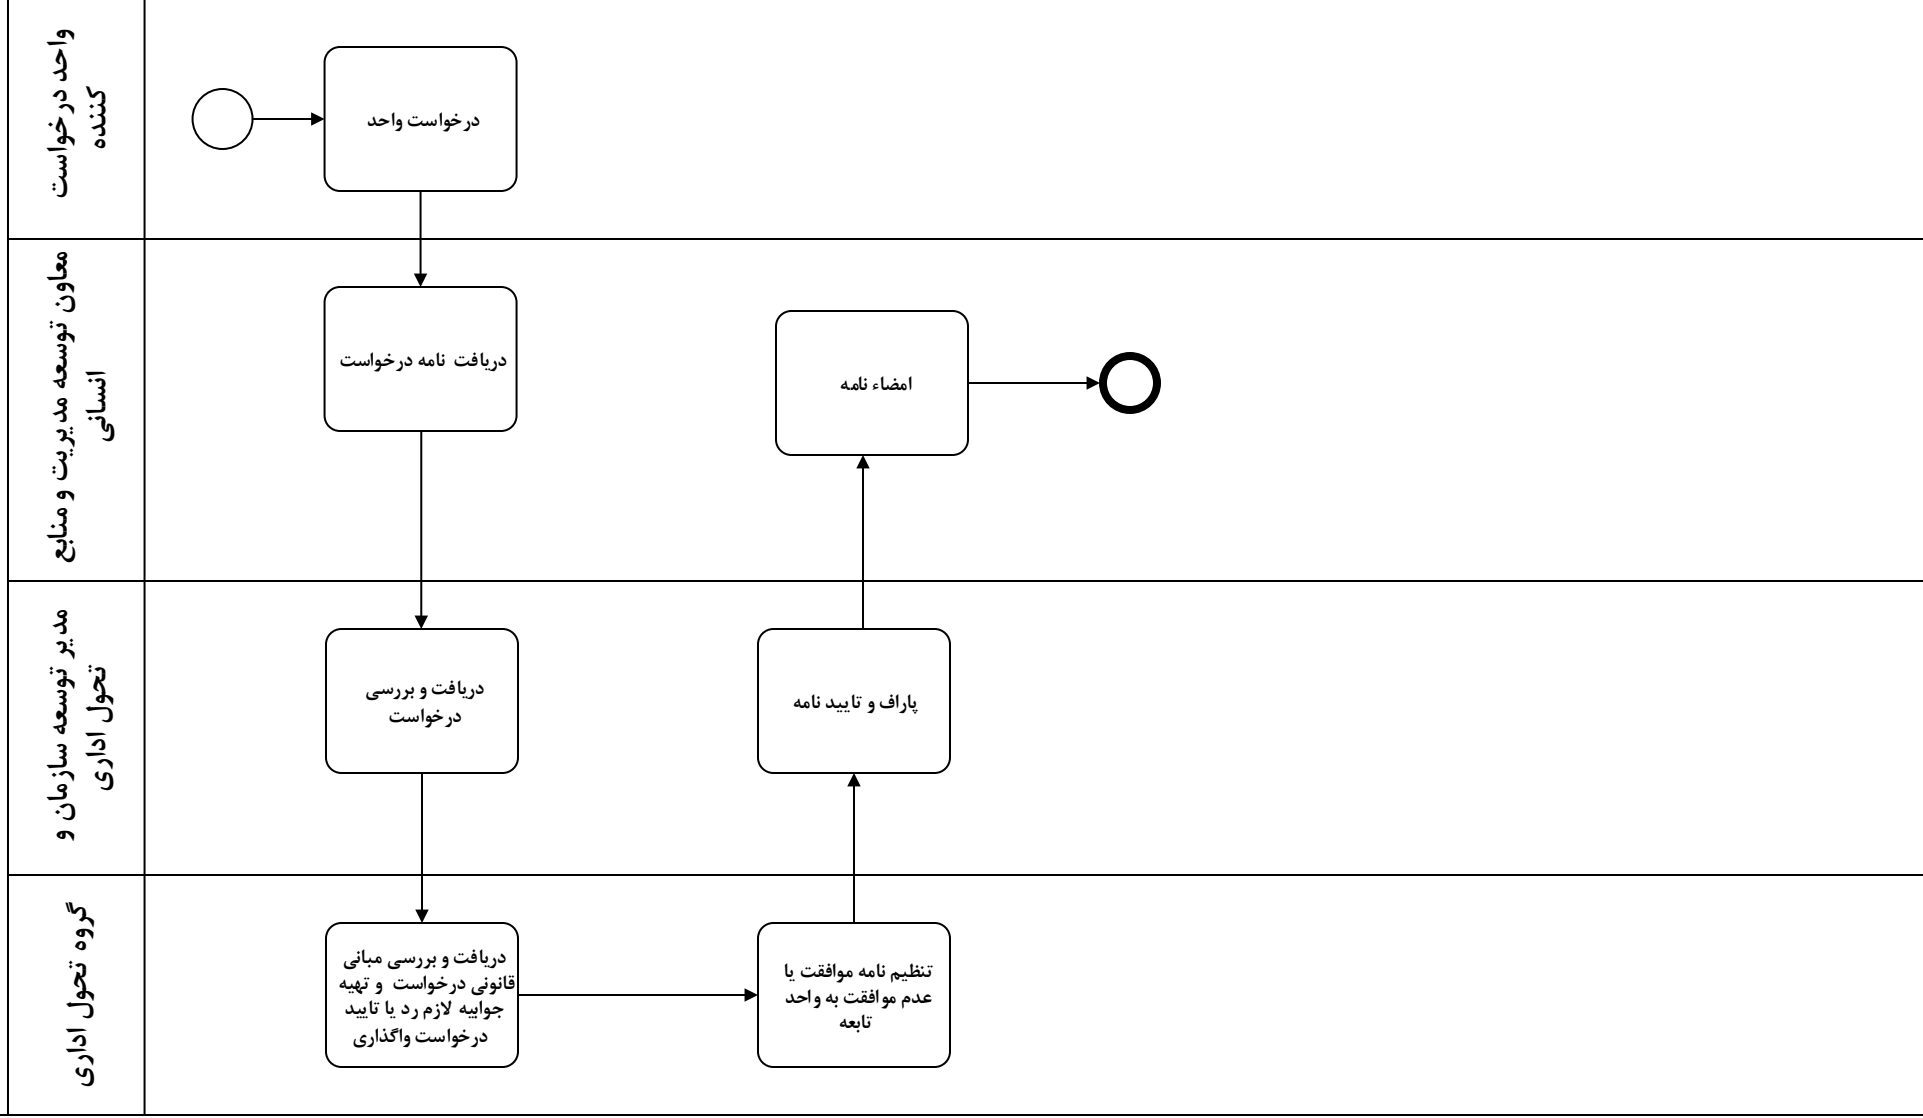 واحد درخواست
کننده
درخواست واحد
معاون توسعه مدیریت و منابع
انسانی
دریافت نامه درخواست
امضاء نامه
مدیر توسعه سازمان و
تحول اداری
دریافت و بررسی
درخواست
پاراف و تایید نامه
گروه تحول اداری
دریافت و بررسی مبانی
قانونی درخواست و تهیه
جوابیه لازم رد یا تایید
درخواست واگذاری
تنظیم نامه موافقت یا
عدم موافقت به واحد
تابعه